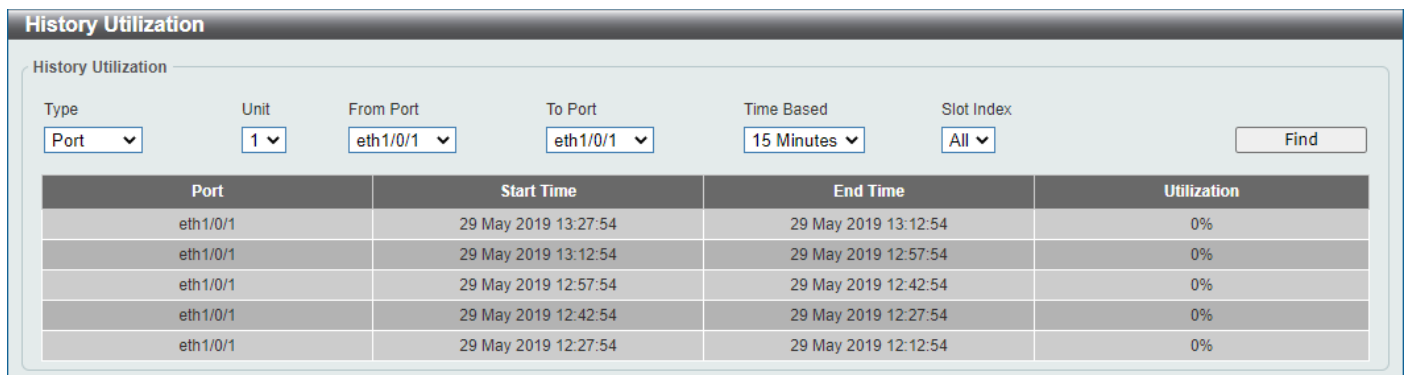 History Utilization
History Utilization
Type Unit From Port To Port Time Based Slot Index
Port 1 eth1/0/1 eth1/0/1 15 Minutes All Find
Port Start Time End Time Utilization
eth1/0/1 29 May 2019 13:27:54 29 May 2019 13:12:54 0%
eth1/0/1 29 May 2019 13:12:54 29 May 2019 12:57:54 0%
eth1/0/1 29 May 2019 12:57:54 29 May 2019 12:42:54 0%
eth1/0/1 29 May 2019 12:42:54 29 May 2019 12:27:54 0%
eth1/0/1 29 May 2019 12:27:54 29 May 2019 12:12:54 0%